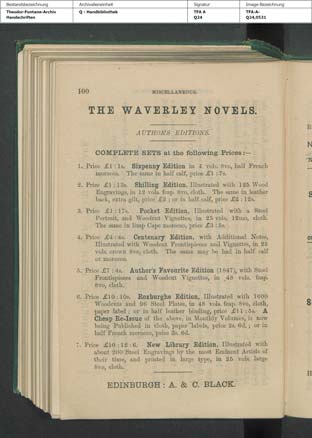 Bestandsbezeichnung Archivalieneinheit Signatur Image-Bezeichnung
Theodor-Fontane-Archiv Q - Handbibliothek TFA A TFA-A-
Handschriften Q24 Q24,0531
100 MISCELLANEOUS.
THE WAVERLEY NOVELS.
AUTHOR'S EDITIONS.
COMPLETE SETS at the following Prices:—
1. Price £1:1s. Sixpenny Edition in 4 vols. 8vo, half French
morocco. The same in half calf, price £1:7s.
2. Price £1:13s. Shilling Edition, Illustrated with 125 Wood
Engravings, in 12 vols. fcap. 8vo, cloth. The same in leather
back, extra gilt, price £2; or in half calf, price £2:12s.
3. Price £1:17s. Pocket Edition, Illustrated with a Steel
Portrait, and Woodcut Vignettes, in 25 vols. 12mo, cloth.
The same in limp Cape morocco, price £3:3s.
4. Price £4:4s. Centenary Edition, with Additional Notes,
Illustrated with Woodcut Frontispieces and Vignettes, in 25
vols. crown 8vo, cloth. The same may be had in half calf
or morocco.
5. Price £7:4s. Author's Favourite Edition (1847), with Steel
Frontispieces and Woodcut Vignettes, in 48 vols. fcap.
8vo, cloth.
6. Price £10:10s. Roxburghe Edition, Illustrated with 1600
Woodcuts and 96 Steel Plates, in 48 vols. fcap. 8vo, cloth,
paper label; or in half leather binding, price £11:5s. A
Cheap Re-Issue of the above, in Monthly Volumes, is now
being Published in Cloth, paper labels, price 2s. 6d.; or in
half French morocco, price 3s. 6d.
7. Price £10:12:6. New Library Edition, Illustrated with
about 200 Steel Engravings by the most Eminent Artists of
their time, and printed in large type, in 25 vols. large
8vo, cloth.
EDINBURGH: A. & C. BLACK.